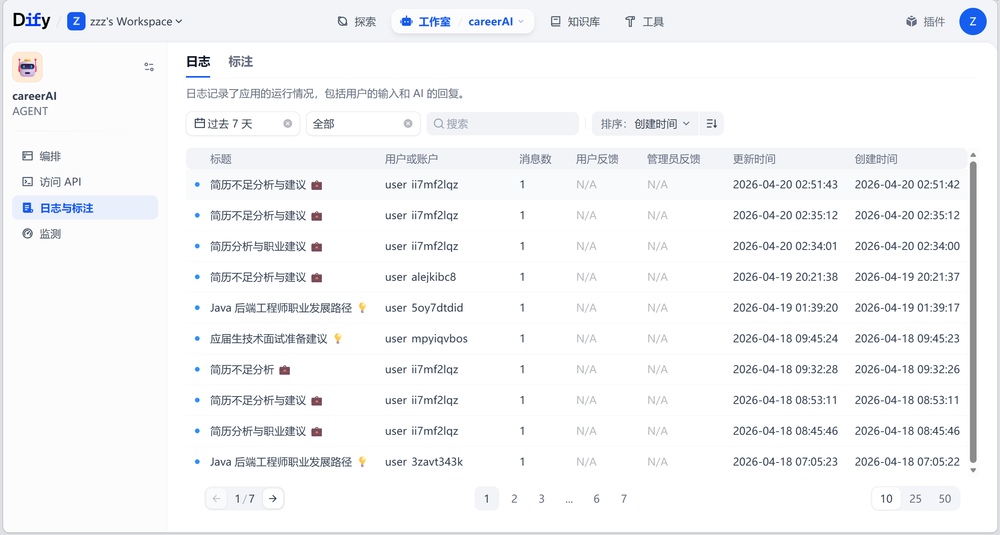 Dify / Z zzz's Workspace 探索 工作室 / careerAI 知识库 工具 插件 Z
careerAI
AGENT
编排
访问 API
日志与标注
监测
日志 标注
日志记录了应用的运行情况，包括用户的输入和 AI 的回复。
过去 7 天 全部 搜索 排序： 创建时间
标题 用户或账户 消息数 用户反馈 管理员反馈 更新时间 创建时间
简历不足分析与建议 💼 user ii7mf2lqz 1 N/A N/A 2026-04-20 02:51:43 2026-04-20 02:51:42
简历不足分析与建议 💼 user ii7mf2lqz 1 N/A N/A 2026-04-20 02:35:12 2026-04-20 02:35:12
简历分析与职业建议 💼 user ii7mf2lqz 1 N/A N/A 2026-04-20 02:34:01 2026-04-20 02:34:00
简历不足分析与建议 💼 user alejkibc8 1 N/A N/A 2026-04-19 20:21:38 2026-04-19 20:21:37
Java 后端工程师职业发展路径 💡 user 5oy7dtdid 1 N/A N/A 2026-04-19 01:39:20 2026-04-19 01:39:17
应届生技术面试准备建议 💡 user mpyiqvbos 1 N/A N/A 2026-04-18 09:45:24 2026-04-18 09:45:23
简历不足分析 💼 user ii7mf2lqz 1 N/A N/A 2026-04-18 09:32:28 2026-04-18 09:32:26
简历不足分析与建议 💼 user ii7mf2lqz 1 N/A N/A 2026-04-18 08:53:11 2026-04-18 08:53:11
简历分析与职业建议 💼 user ii7mf2lqz 1 N/A N/A 2026-04-18 08:45:46 2026-04-18 08:45:46
Java 后端工程师职业发展路径 💡 user 3zavt343k 1 N/A N/A 2026-04-18 07:05:23 2026-04-18 07:05:22
1 / 7 1 2 3 ... 6 7 10 25 50